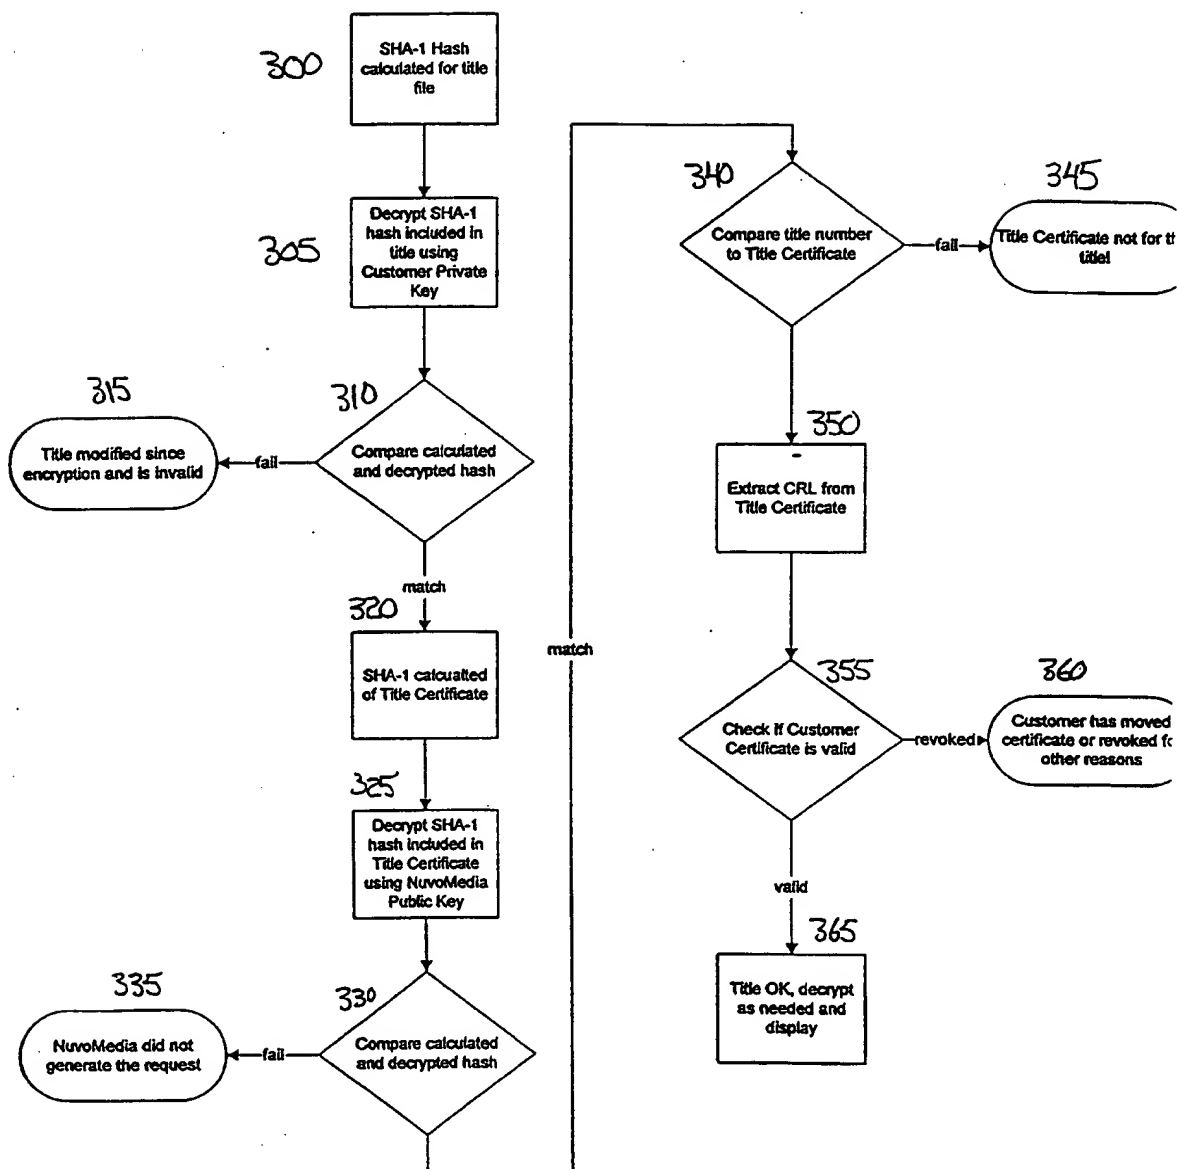 300
SHA-1 Hash
calculated for title
file
305
Decrypt SHA-1
hash included in
title using
Customer Private
Key
310
Compare calculated
and decrypted hash
fail
315
Title modified since
encryption and is invalid
match
320
SHA-1 calcualted
of Title Certificate
325
Decrypt SHA-1
hash included in
Title Certificate
using NuvoMedia
Public Key
330
Compare calculated
and decrypted hash
fail
335
NuvoMedia did not
generate the request
match
340
Compare title number
to Title Certificate
fail
345
Title Certificate not for th
title!
350
Extract CRL from
Title Certificate
355
Check if Customer
Certificate is valid
revoked
360
Customer has moved
certificate or revoked fo
other reasons
valid
365
Title OK, decrypt
as needed and
display